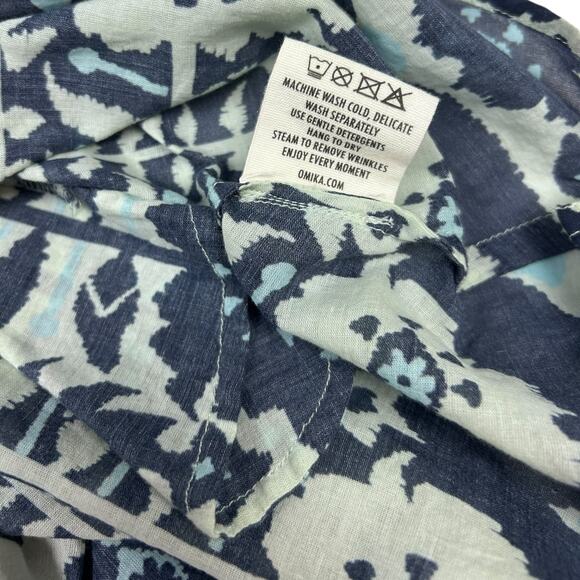 MACHINE WASH COLD, DELICATE
WASH SEPARATELY
USE GENTLE DETERGENTS
HANG TO DRY
STEAM TO REMOVE WRINKLES
ENJOY EVERY MOMENT
OMIKA.COM